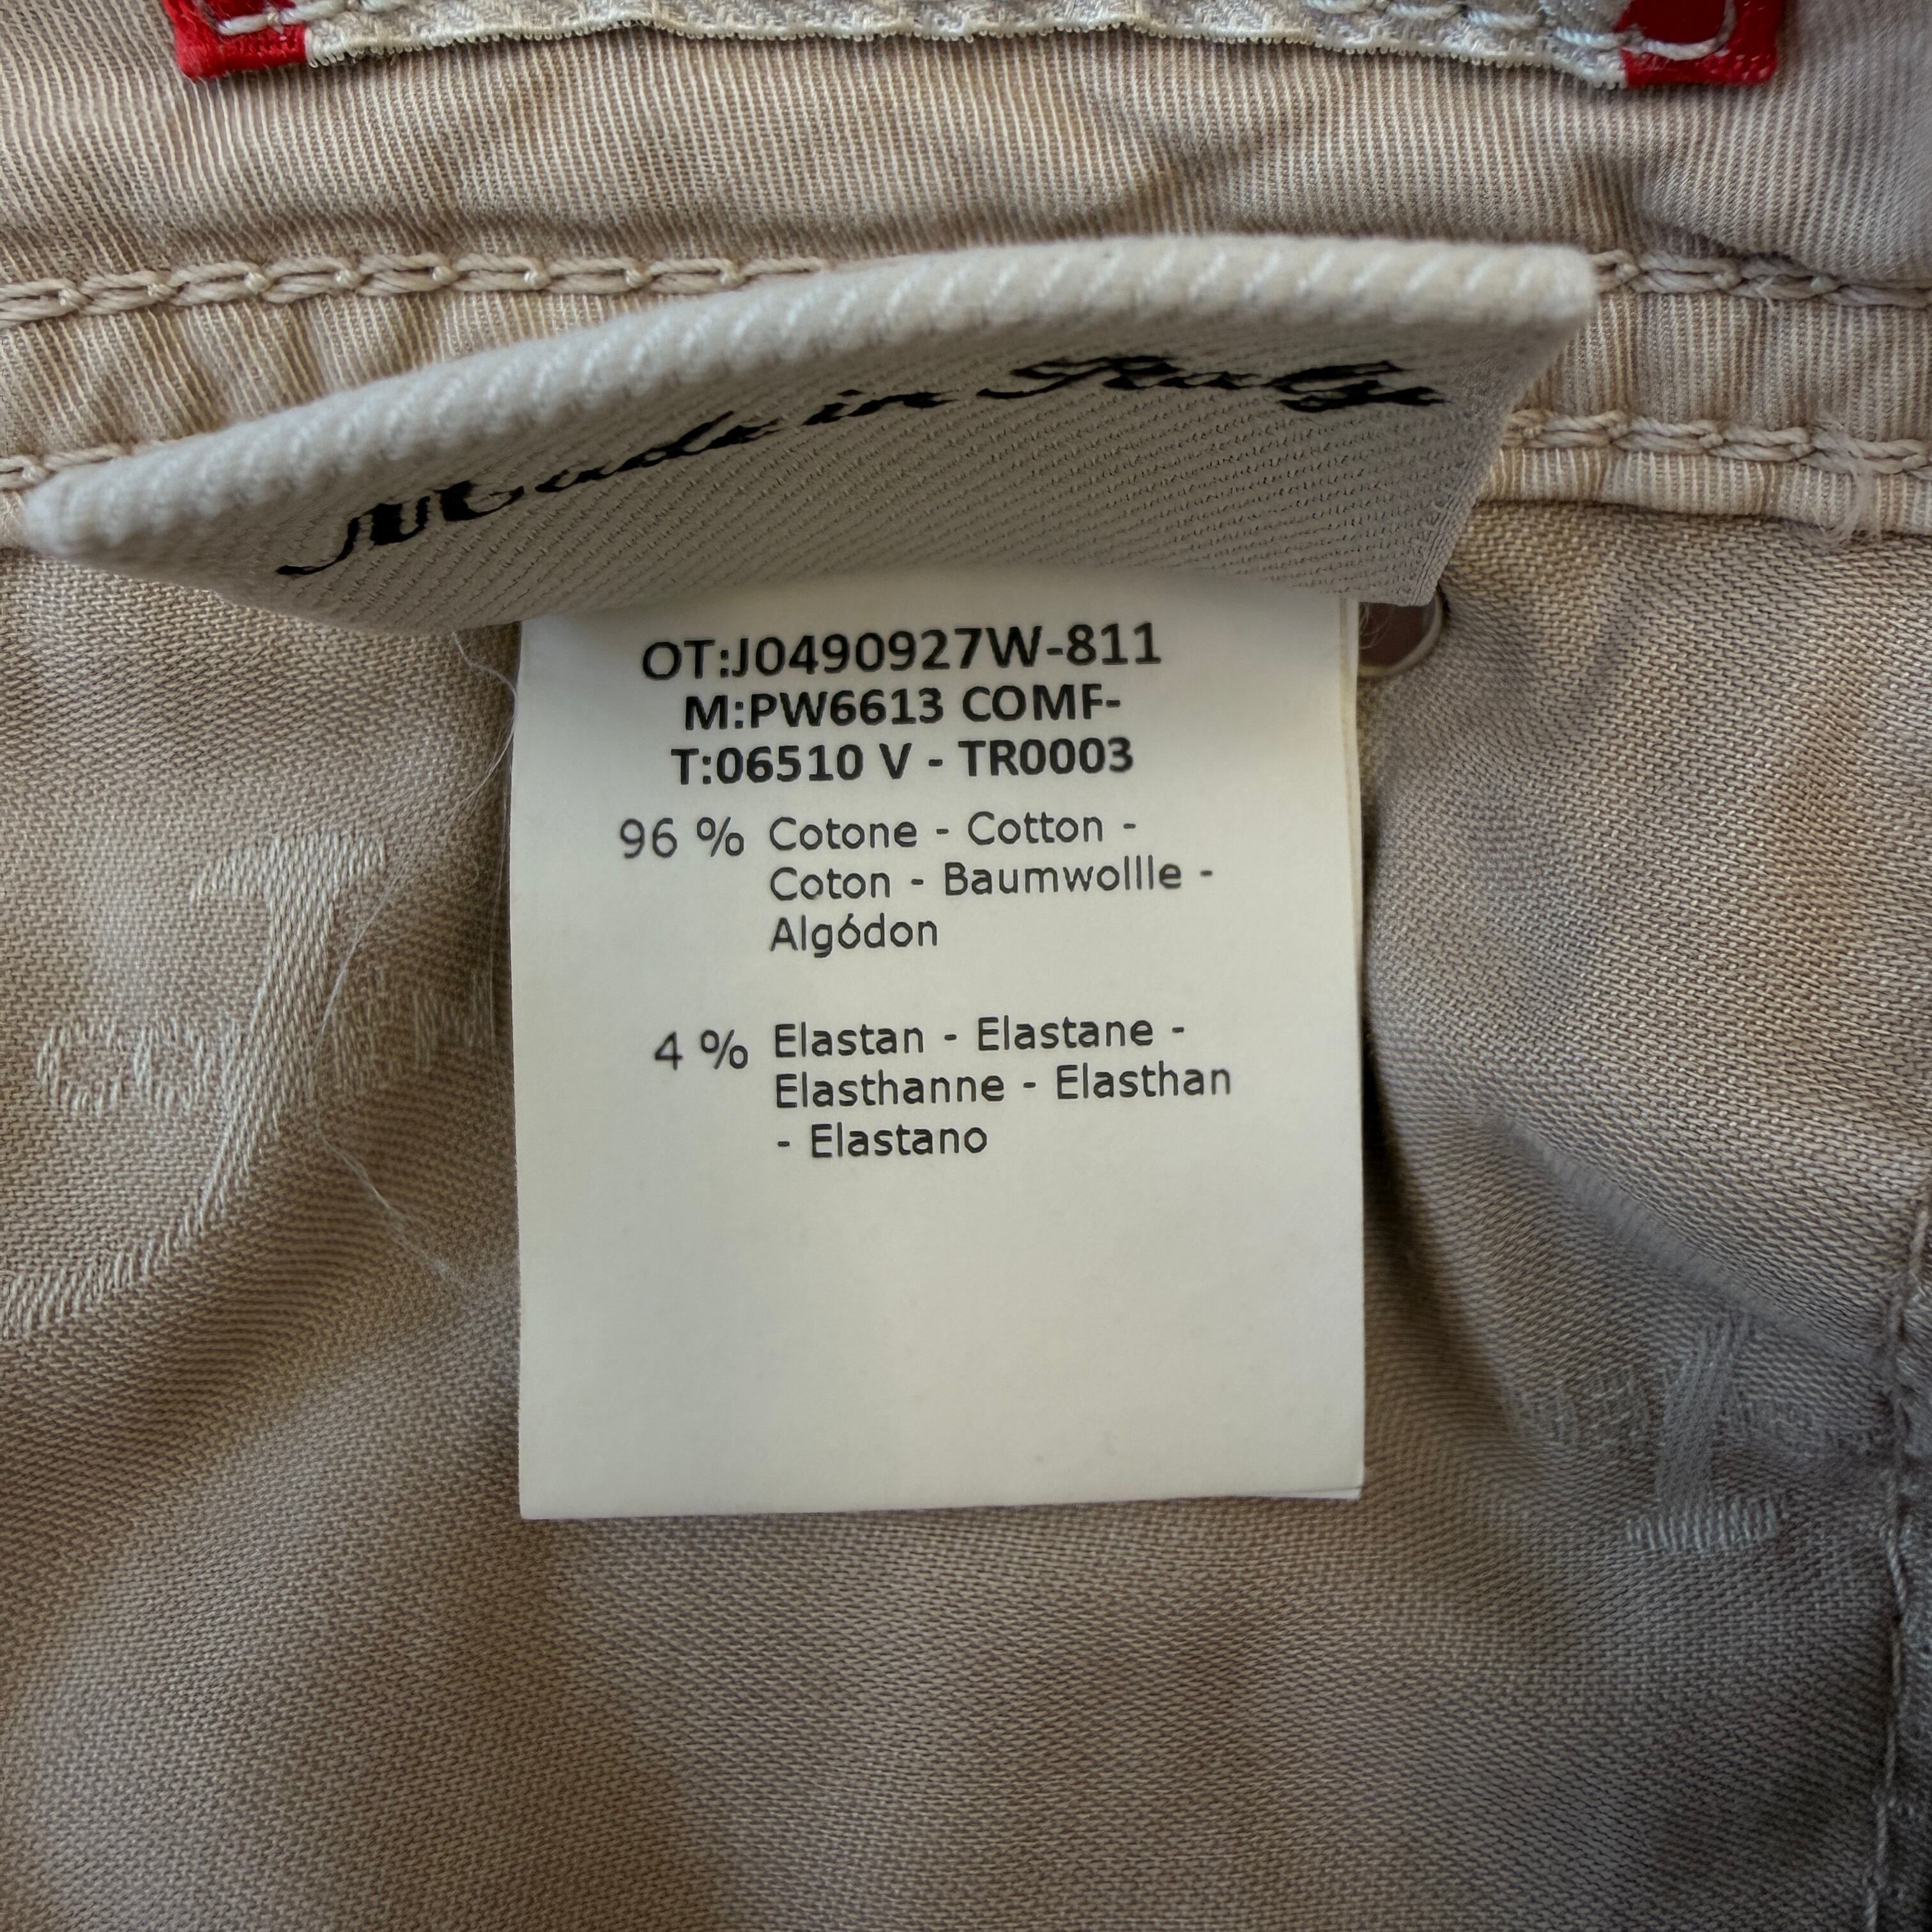 Made in Italy
OT:J0490927W-811
M:PW6613 COMF-
T:06510 V - TR0003
96 % Cotone - Cotton -
Coton - Baumwollle -
Algódon
4 % Elastan - Elastane -
Elasthanne - Elasthan
- Elastano